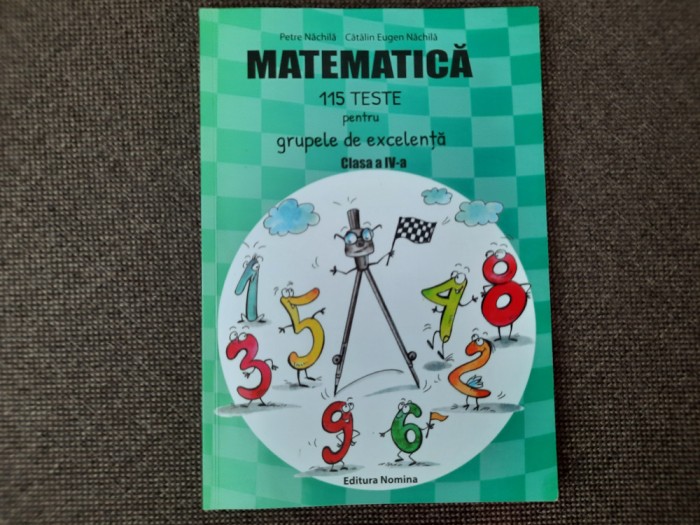 Petre Năchilă Cătălin Eugen Năchilă
MATEMATICĂ
115 TESTE
pentru
grupele de excelență
Clasa a IV-a
1
5
4
8
3
2
9
6
Editura Nomina